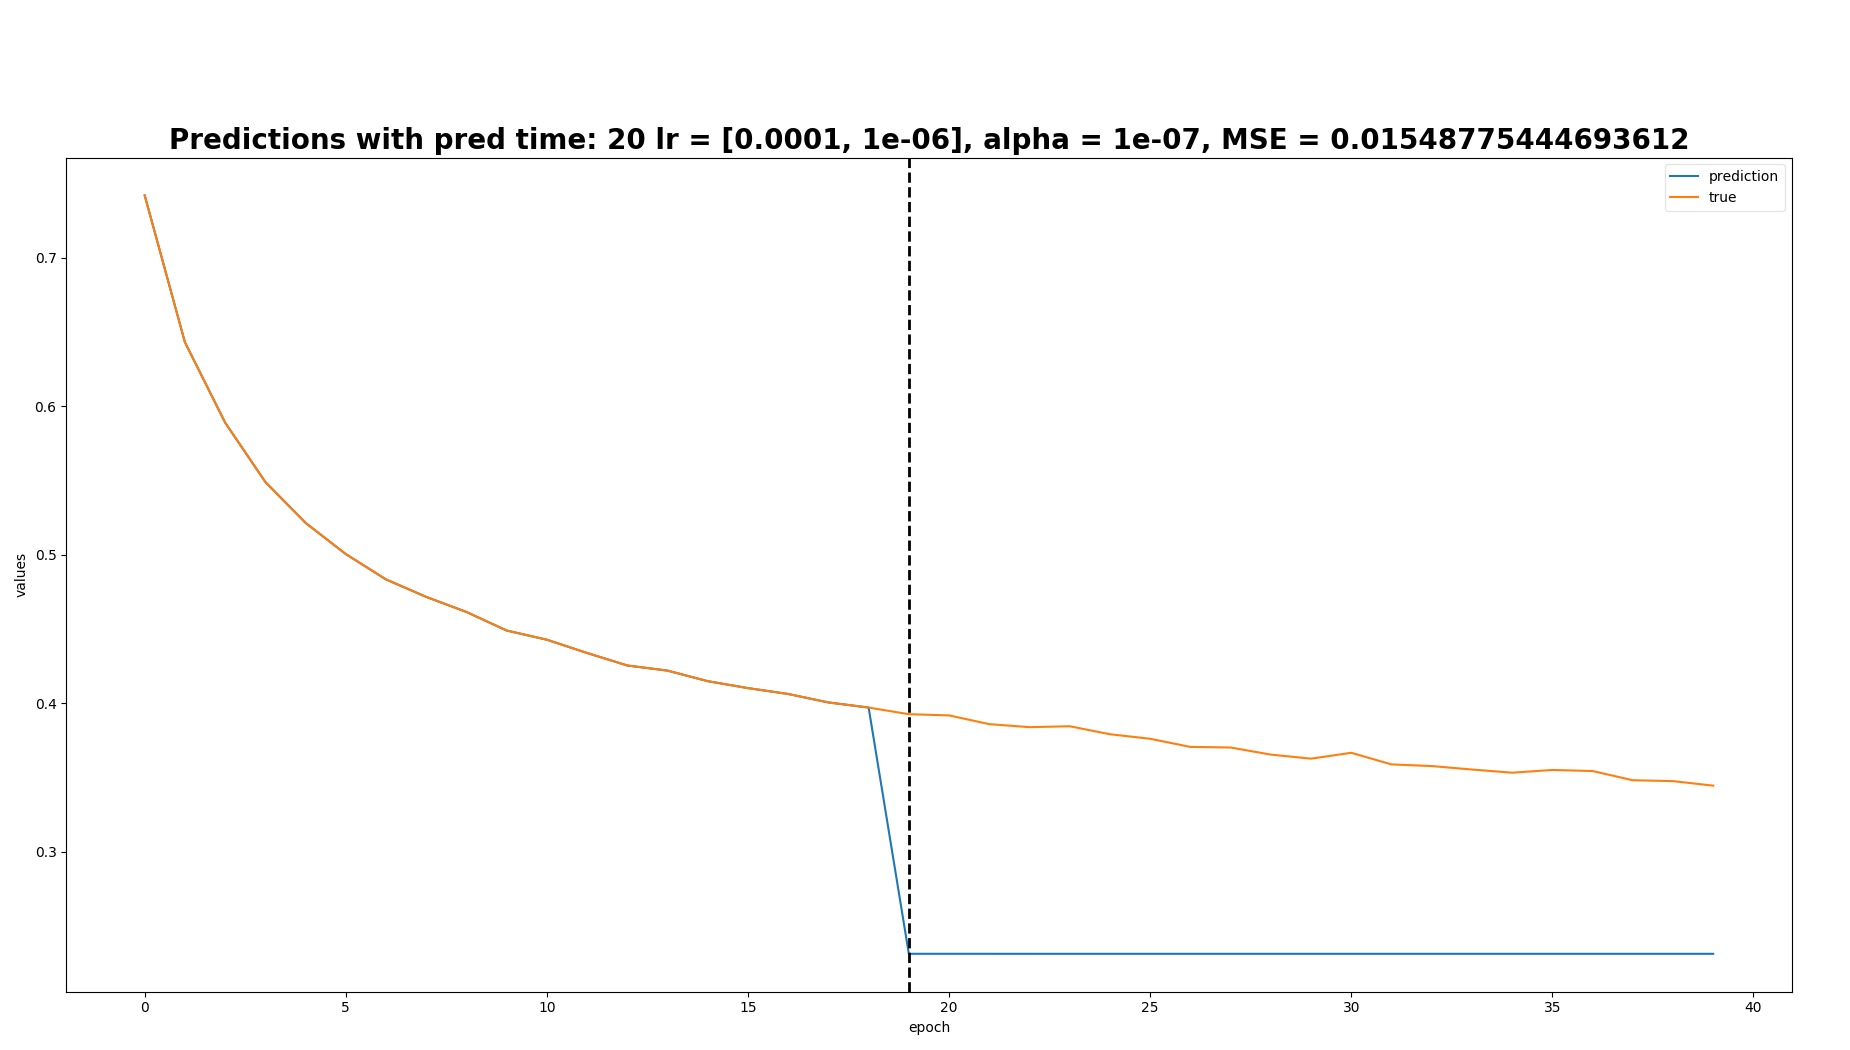 Predictions with pred time: 20 lr = [0.0001, 1e-06], alpha = 1e-07, MSE = 0.01548775444693612
prediction
true
0.7
0.6
0.5
0.4
0.3
values
0 5 10 15 20 25 30 35 40
epoch